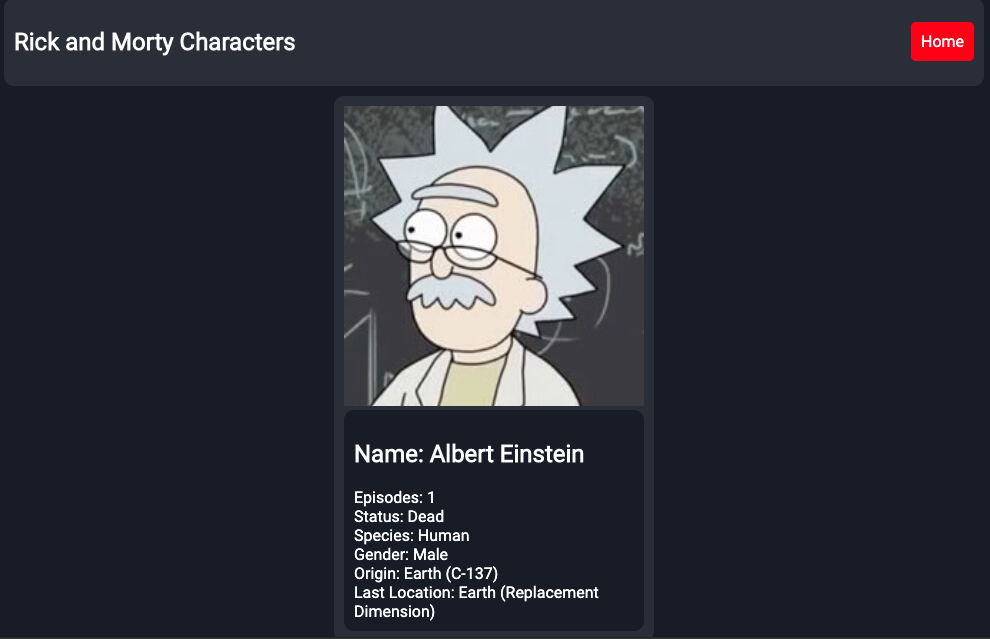 Rick and Morty Characters
Home
Name: Albert Einstein
Episodes: 1
Status: Dead
Species: Human
Gender: Male
Origin: Earth (C-137)
Last Location: Earth (Replacement
Dimension)